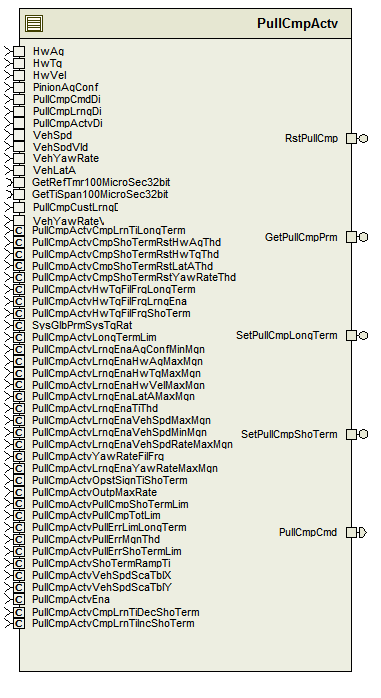 PullCmpActv
HwAg
HwTq
HwVel
PinionAgConf
PullCmpCmdDi
PullCmpLrngDi
PullCmpActvDi
VehSpd
VehSpdVld
VehYawRate
VehLatA
GetRefTmr100MicroSec32bit
GetTiSpan100MicroSec32bit
PullCmpCustLrngD
VehYawRateV
C PullCmpActvCmpLrnTiLongTerm
C PullCmpActvCmpShoTermRstHwAgThd
C PullCmpActvCmpShoTermRstHwTqThd
C PullCmpActvCmpShoTermRstLatAThd
C PullCmpActvCmpShoTermRstYawRateThd
C PullCmpActvHwTqFilFrqLongTerm
C PullCmpActvHwTqFilFrqLrngEna
C PullCmpActvHwTqFilFrqShoTerm
C SysGlbPrmSysTqRat
C PullCmpActvLongTermLim
C PullCmpActvLrngEnaAgConfMinMgn
C PullCmpActvLrngEnaHwAgMaxMgn
C PullCmpActvLrngEnaHwTqMaxMgn
C PullCmpActvLrngEnaHwVelMaxMgn
C PullCmpActvLrngEnaLatAMaxMgn
C PullCmpActvLrngEnaTiThd
C PullCmpActvLrngEnaVehSpdMaxMgn
C PullCmpActvLrngEnaVehSpdMinMgn
C PullCmpActvLrngEnaVehSpdRateMaxMgn
C PullCmpActvYawRateFilFrq
C PullCmpActvLrngEnaYawRateMaxMgn
C PullCmpActvOpstSignTiShoTerm
C PullCmpActvOutpMaxRate
C PullCmpActvPullCmpShoTermLim
C PullCmpActvPullCmpTotLim
C PullCmpActvPullErrLimLongTerm
C PullCmpActvPullErrMgnThd
C PullCmpActvPullErrShoTermLim
C PullCmpActvShoTermRampTi
C PullCmpActvVehSpdScaTblX
C PullCmpActvVehSpdScaTblY
C PullCmpActvEna
C PullCmpActvCmpLrnTiDecShoTerm
C PullCmpActvCmpLrnTiIncShoTerm
RstPullCmp
GetPullCmpPrm
SetPullCmpLongTerm
SetPullCmpShoTerm
PullCmpCmd